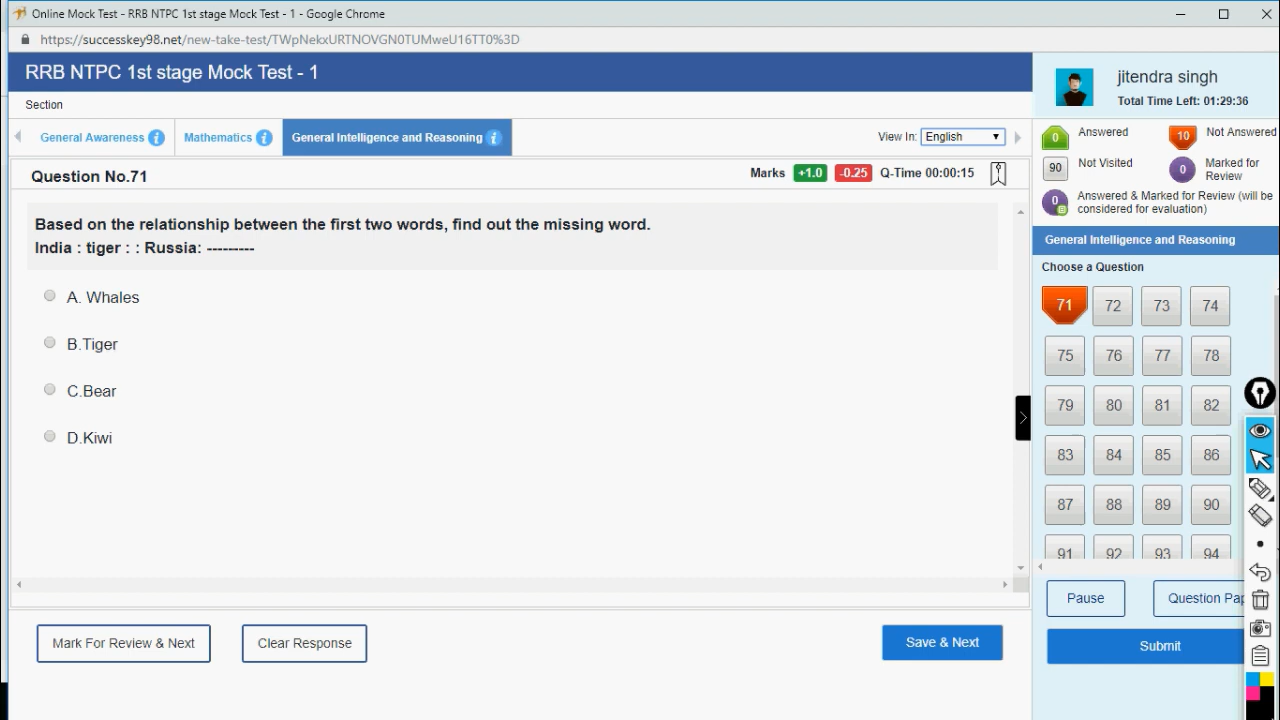 Online Mock Test - RRB NTPC 1st stage Mock Test - 1 - Google Chrome
https://successkey98.net/new-take-test/TWpNekxURTNOVGN0TUMweU16TT0%3D
RRB NTPC 1st stage Mock Test - 1
jitendra singh
Total Time Left: 01:29:36
Section
General Awareness i
Mathematics i
General Intelligence and Reasoning i
View In: English
0 Answered
10 Not Answered
90 Not Visited
0 Marked for Review
0 Answered & Marked for Review (will be considered for evaluation)
Question No.71
Marks +1.0 -0.25 Q-Time 00:00:15
Based on the relationship between the first two words, find out the missing word.
India : tiger : : Russia: ---------
A. Whales
B.Tiger
C.Bear
D.Kiwi
General Intelligence and Reasoning
Choose a Question
71 72 73 74
75 76 77 78
79 80 81 82
83 84 85 86
87 88 89 90
91 92 93 94
Pause
Question Pap
Mark For Review & Next
Clear Response
Save & Next
Submit